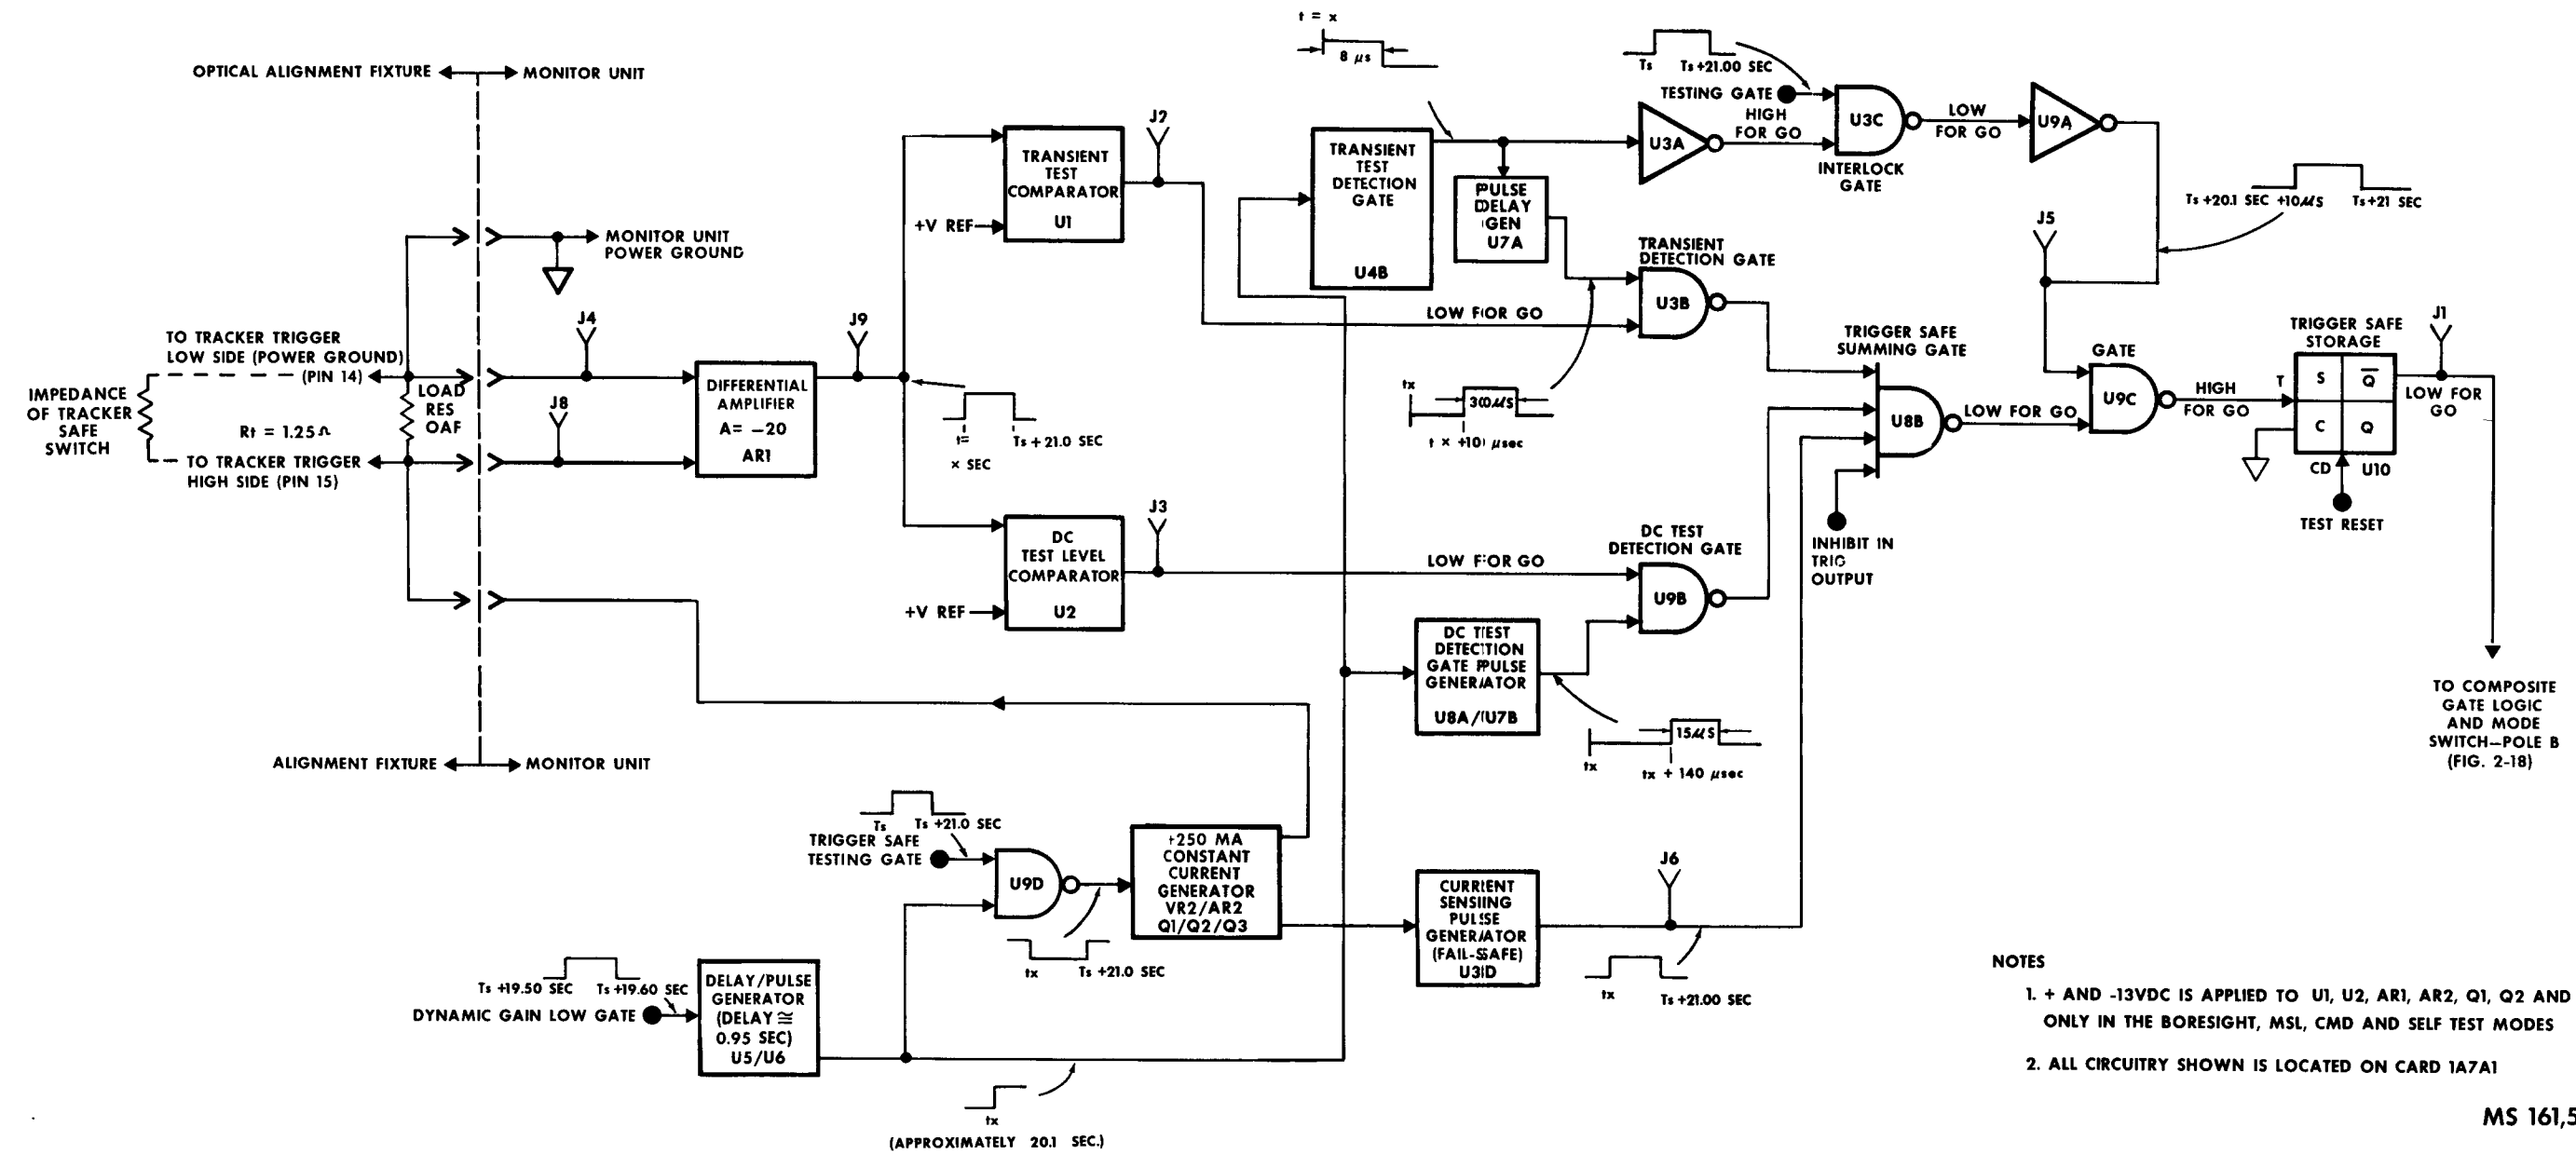 t = x
8 μs
Ts
Ts +21.00 SEC
TESTING GATE
HIGH
FOR GO
U3C
INTERLOCK
GATE
LOW
FOR GO
U9A
OPTICAL ALIGNMENT FIXTURE
MONITOR UNIT
TRANSIENT
TEST
COMPARATOR
U1
+V REF
J2
TRANSIENT
TEST
DETECTION
GATE
U4B
U3A
PULSE
DELAY
GEN
U7A
TRANSIENT
DETECTION GATE
U3B
Ts +20.1 SEC +10μS
Ts +21 SEC
J5
MONITOR UNIT
POWER GROUND
LOW FOR GO
TO TRACKER TRIGGER
LOW SIDE (POWER GROUND)
(PIN 14)
IMPEDANCE
OF TRACKER
SAFE
SWITCH
LOAD
RES
OAF
Rt = 1.25Ω
TO TRACKER TRIGGER
HIGH SIDE (PIN 15)
J4
J8
DIFFERENTIAL
AMPLIFIER
A= −20
AR1
J9
t=
× SEC
Ts + 21.0 SEC
tx
300μS
t × +10 μsec
TRIGGER SAFE
SUMMING GATE
U8B
LOW FOR GO
GATE
U9C
HIGH
FOR GO
TRIGGER SAFE
STORAGE
T
S
Q̅
C
Q
CD
U10
TEST RESET
J1
LOW FOR
GO
DC
TEST LEVEL
COMPARATOR
U2
+V REF
J3
LOW FOR GO
DC TEST
DETECTION GATE
U9B
INHIBIT IN
TRIG
OUTPUT
DC TEST
DETECTION
GATE PULSE
GENERATOR
U8A/U7B
15μS
tx
tx + 140 μsec
TO COMPOSITE
GATE LOGIC
AND MODE
SWITCH—POLE B
(FIG. 2-18)
ALIGNMENT FIXTURE
MONITOR UNIT
Ts
Ts +21.0 SEC
TRIGGER SAFE
TESTING GATE
U9D
tx
Ts +21.0 SEC
+250 MA
CONSTANT
CURRENT
GENERATOR
VR2/AR2
Q1/Q2/Q3
CURRENT
SENSING
PULSE
GENERATOR
(FAIL-SAFE)
U3D
J6
tx
Ts +21.00 SEC
Ts +19.50 SEC
Ts +19.60 SEC
DYNAMIC GAIN LOW GATE
DELAY/PULSE
GENERATOR
(DELAY ≅
0.95 SEC)
U5/U6
tx
(APPROXIMATELY 20.1 SEC.)
NOTES
1. + AND -13VDC IS APPLIED TO U1, U2, AR1, AR2, Q1, Q2 AND
ONLY IN THE BORESIGHT, MSL, CMD AND SELF TEST MODES
2. ALL CIRCUITRY SHOWN IS LOCATED ON CARD 1A7A1
MS 161,5